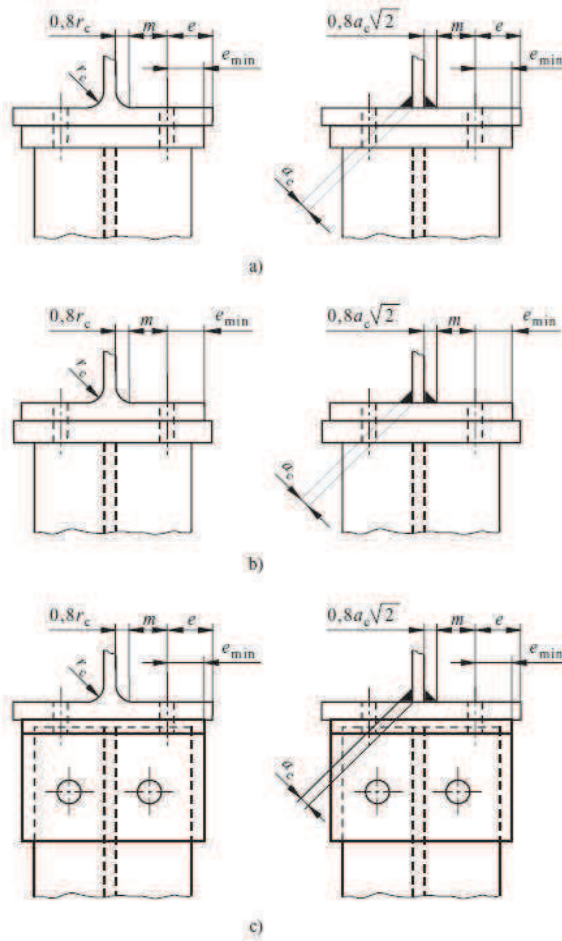 0,8r_c m e 0,8a_c√2 m e
e_min e_min
r_c
a_c
a)
0,8r_c m e_min 0,8a_c√2 m e_min
r_c
a_c
b)
0,8r_c m e 0,8a_c√2 m e
e_min e_min
r_c
a_c
c)